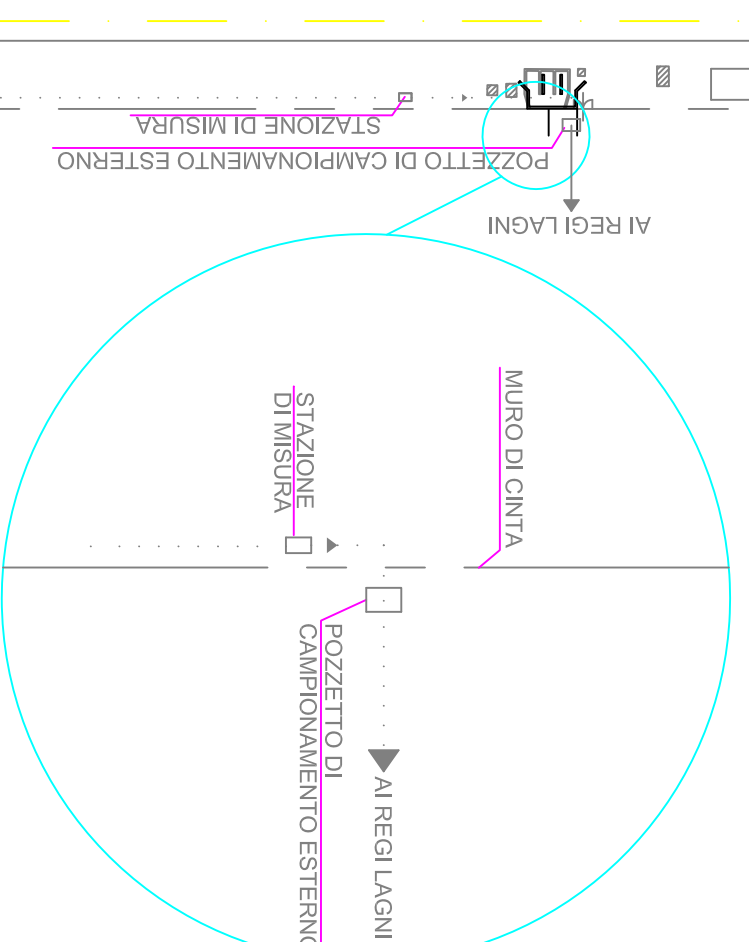 STAZIONE DI MISURA
POZZETTO DI CAMPIONAMENTO ESTERNO
AI REGI LAGNI
STAZIONE
DI MISURA
MURO DI CINTA
POZZETTO DI
CAMPIONAMENTO ESTERNO
AI REGI LAGNI